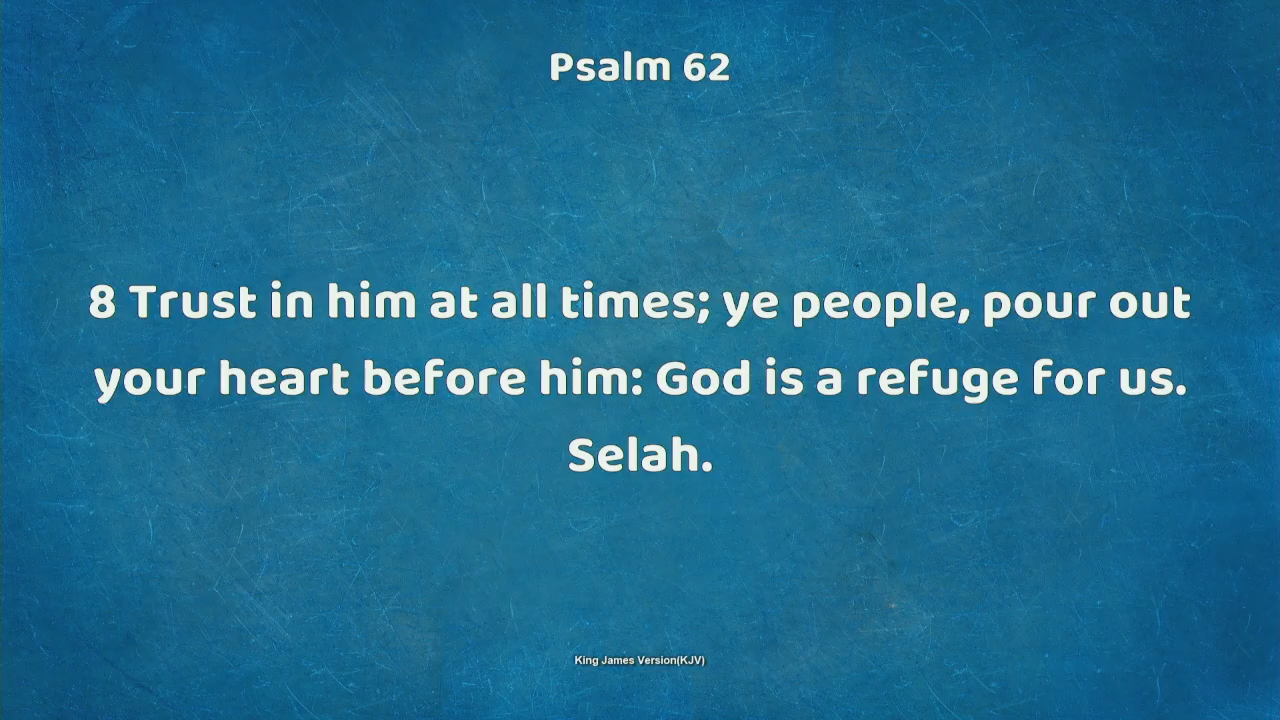 Psalm 62
8 Trust in him at all times; ye people, pour out
your heart before him: God is a refuge for us.
Selah.
King James Version(KJV)